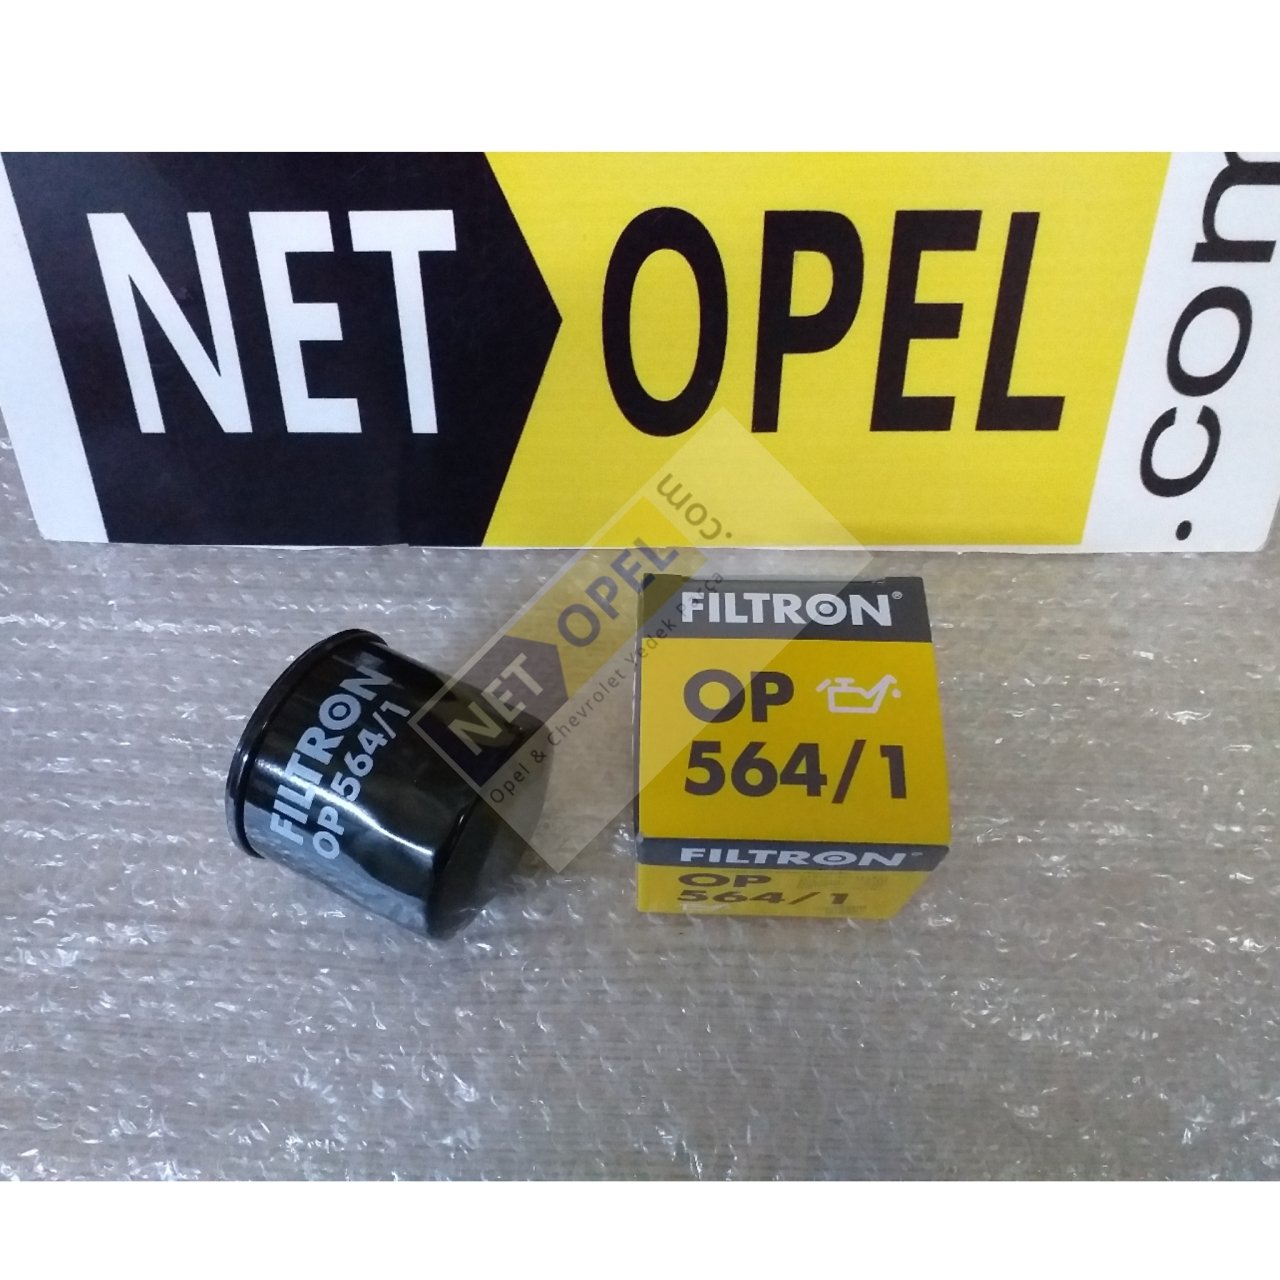 NET OPEL
.com
NET OPEL .com
Opel & Chevrolet Yedek Parça
FILTRON
OP 564/1
FILTRON®
OP
564/1
FILTRON®
OP
564/1